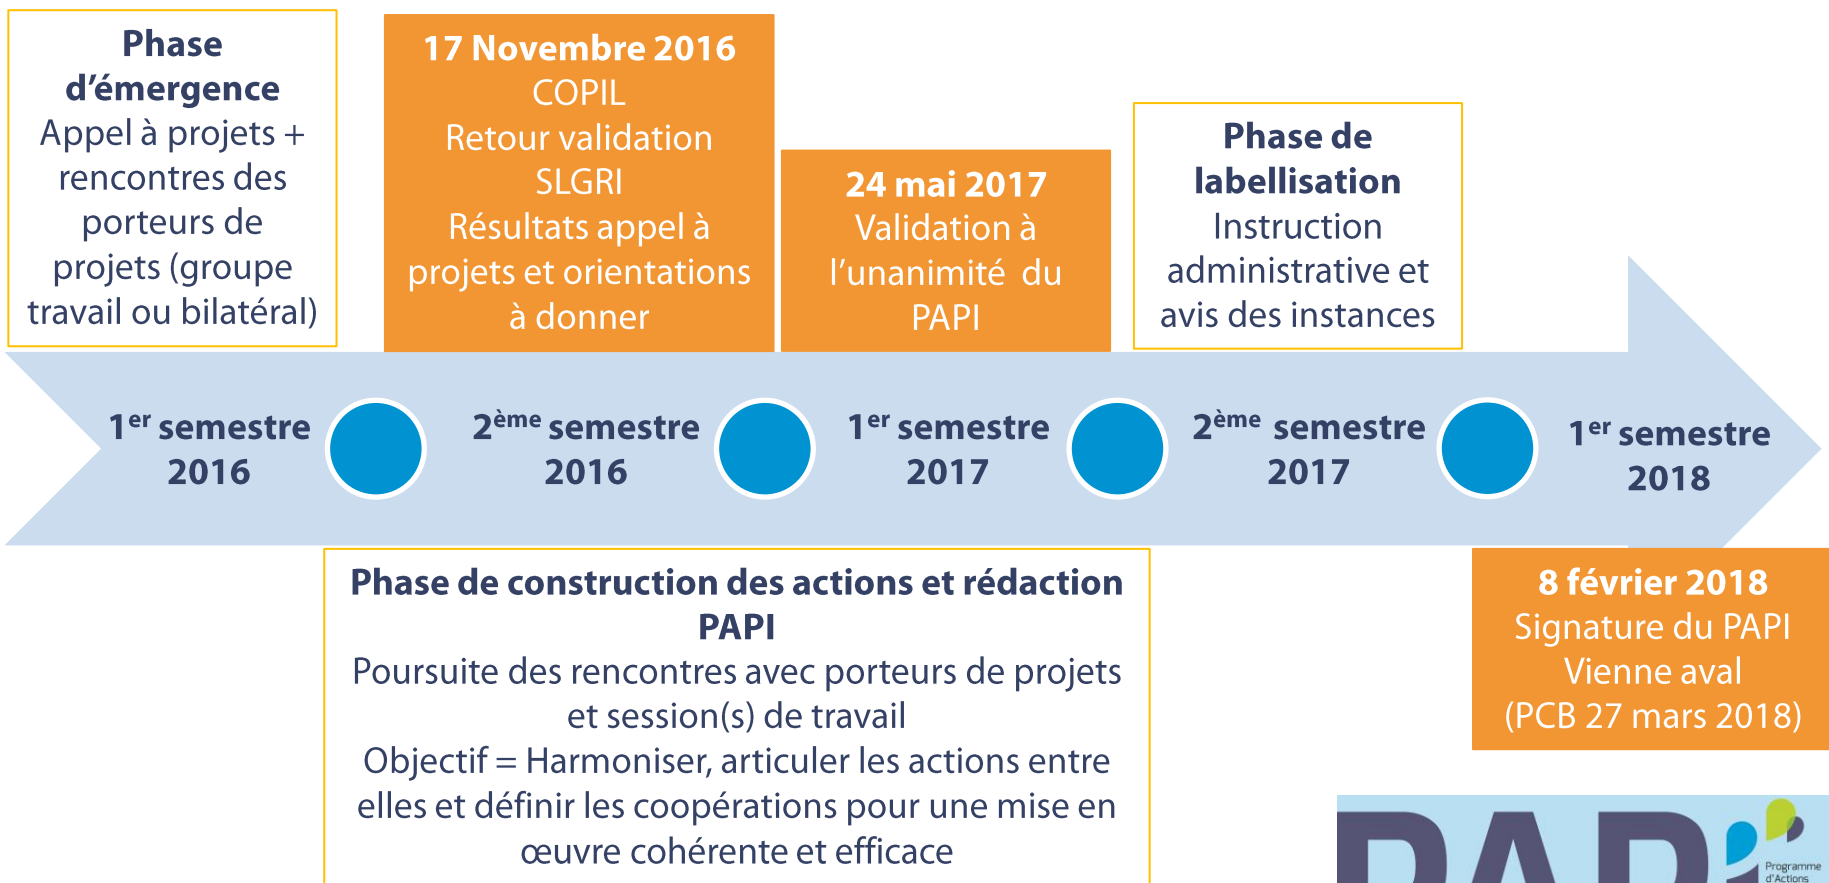 Phase
d’émergence
Appel à projets +
rencontres des
porteurs de
projets (groupe
travail ou bilatéral)
17 Novembre 2016
COPIL
Retour validation
SLGRI
Résultats appel à
projets et orientations
à donner
24 mai 2017
Validation à
l’unanimité  du
PAPI
Phase de
labellisation
Instruction
administrative et
avis des instances
1er semestre
2016
2ème semestre
2016
1er semestre
2017
2ème semestre
2017
1er semestre
2018
Phase de construction des actions et rédaction
PAPI
Poursuite des rencontres avec porteurs de projets
et session(s) de travail
Objectif = Harmoniser, articuler les actions entre
elles et définir les coopérations pour une mise en
œuvre cohérente et efficace
8 février 2018
Signature du PAPI
Vienne aval
(PCB 27 mars 2018)
PAPi
Programme
d'Actions